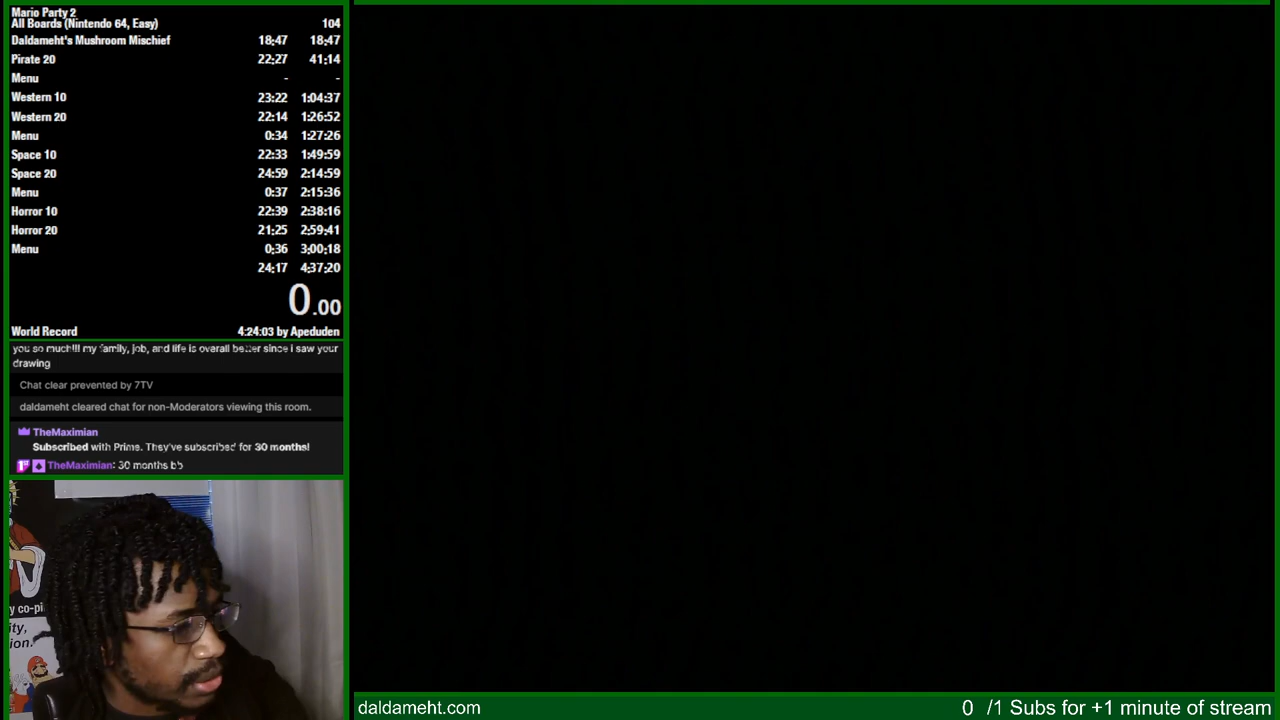 Mario Party 2
All Boards (Nintendo 64, Easy) 104
Daldameht's Mushroom Mischief 18:47 18:47
Pirate 20 22:27 41:14
Menu - -
Western 10 23:22 1:04:37
Western 20 22:14 1:26:52
Menu 0:34 1:27:26
Space 10 22:33 1:49:59
Space 20 24:59 2:14:59
Menu 0:37 2:15:36
Horror 10 22:39 2:38:16
Horror 20 21:25 2:59:41
Menu 0:36 3:00:18
24:17 4:37:20
0.00
World Record 4:24:03 by Apeduden
you so much!!! my family, job, and life is overall better since i saw your
drawing
Chat clear prevented by 7TV
daldameht cleared chat for non-Moderators viewing this room.
TheMaximian
Subscribed with Prime. They've subscribed for 30 months!
1st TheMaximian: 30 months bb
y co-pi
ity,
ion.
daldameht.com
0 /1 Subs for +1 minute of stream